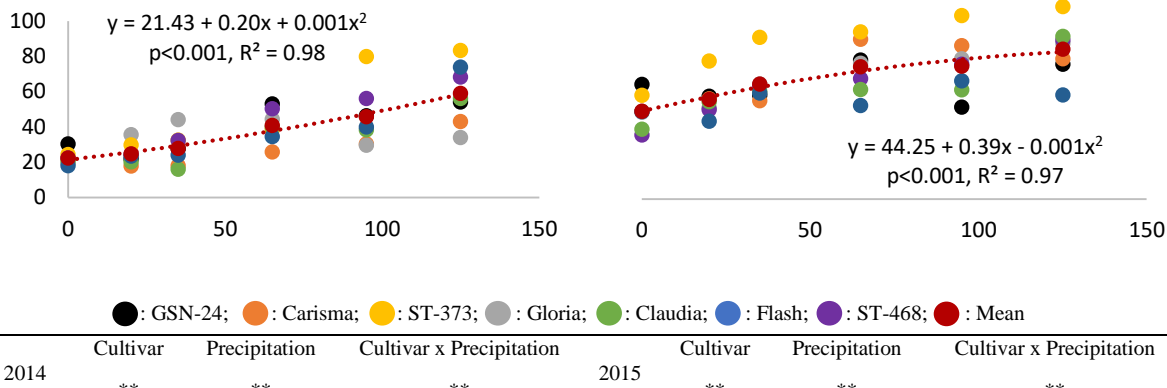 y = 21.43 + 0.20x + 0.001x²
p<0.001, R² = 0.98
100
80
60
40
20
0
0 50 100 150
y = 44.25 + 0.39x - 0.001x²
p<0.001, R² = 0.97
0 50 100 150
: GSN-24; : Carisma; : ST-373; : Gloria; : Claudia; : Flash; : ST-468; : Mean
Cultivar Precipitation Cultivar x Precipitation Cultivar Precipitation Cultivar x Precipitation
2014 2015
** ** ** ** ** **